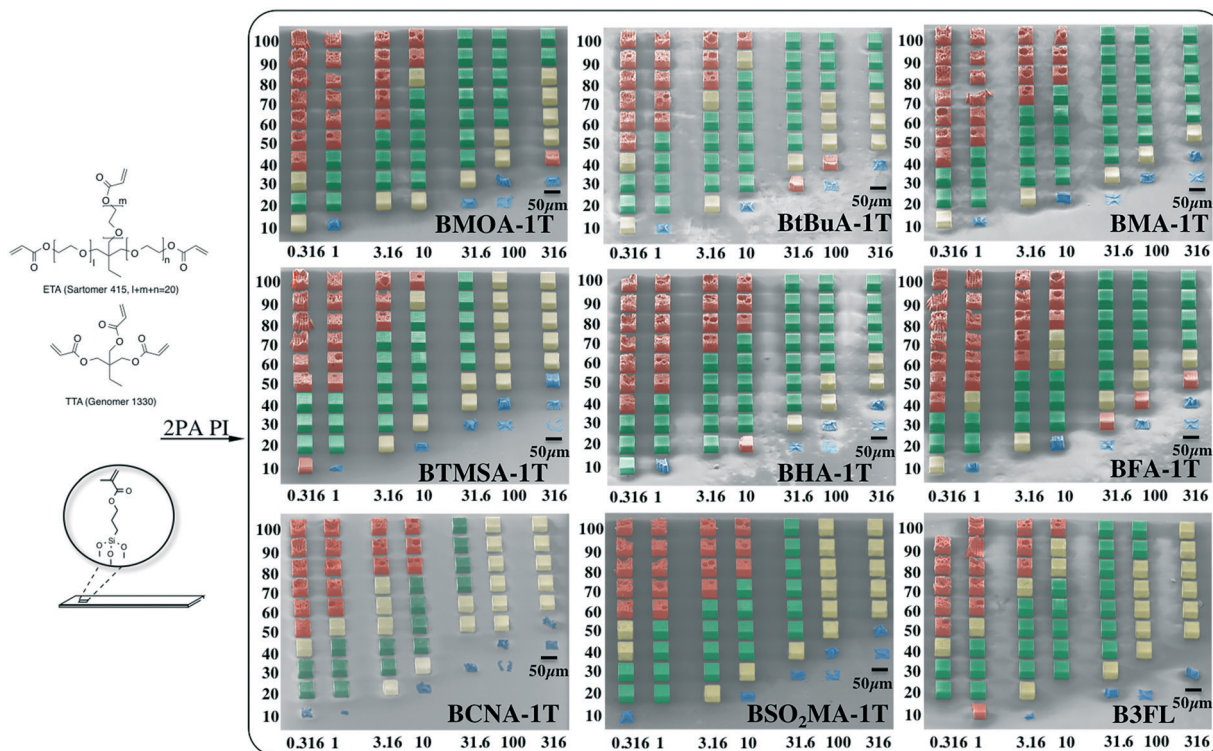 O
O
m
O
O
O
O
O
l
O
n
O
ETA (Sartomer 415, l+m+n=20)
O
O
O
O
O
O
TTA (Genomer 1330)
2PA PI
O
O
Si
O
O
O
100
90
80
70
60
50
40
30
20
10
50µm
BMOA-1T
0.316 1 3.16 10 31.6 100 316
100
90
80
70
60
50
40
30
20
10
50µm
BtBuA-1T
0.316 1 3.16 10 31.6 100 316
100
90
80
70
60
50
40
30
20
10
50µm
BMA-1T
0.316 1 3.16 10 31.6 100 316
100
90
80
70
60
50
40
30
20
10
50µm
BTMSA-1T
0.316 1 3.16 10 31.6 100 316
100
90
80
70
60
50
40
30
20
10
50µm
BHA-1T
0.316 1 3.16 10 31.6 100 316
100
90
80
70
60
50
40
30
20
10
50µm
BFA-1T
0.316 1 3.16 10 31.6 100 316
100
90
80
70
60
50
40
30
20
10
50µm
BCNA-1T
0.316 1 3.16 10 31.6 100 316
100
90
80
70
60
50
40
30
20
10
50µm
BSO₂MA-1T
0.316 1 3.16 10 31.6 100 316
100
90
80
70
60
50
40
30
20
10
50µm
B3FL
0.316 1 3.16 10 31.6 100 316